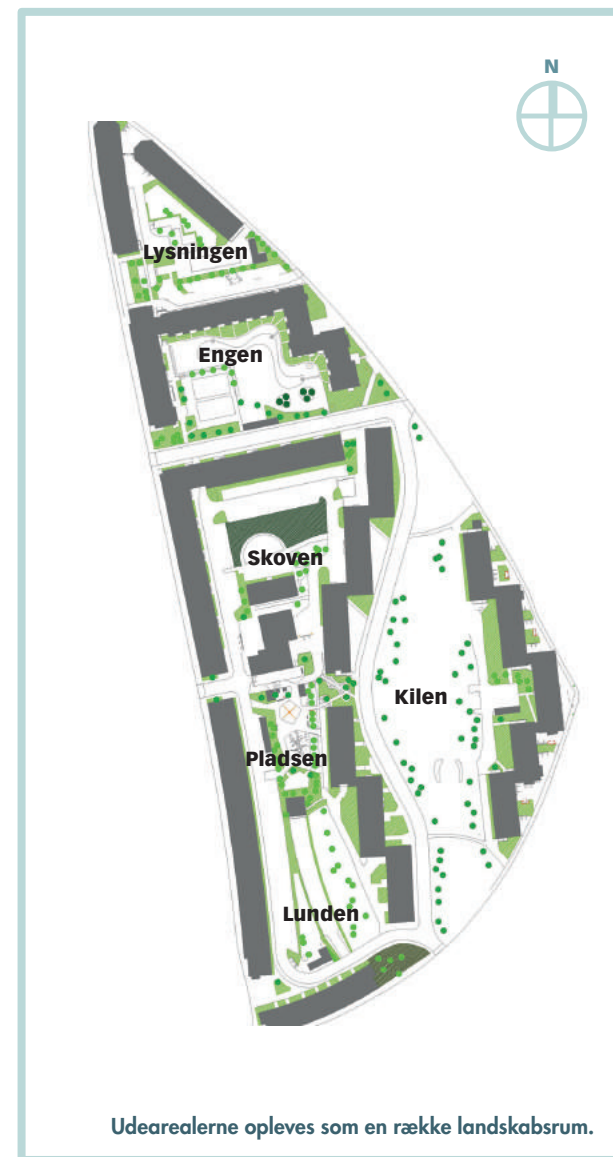 N
Lysningen
Engen
Skoven
Kilen
Pladsen
Lunden
Udearealerne opleves som en række landskabsrum.